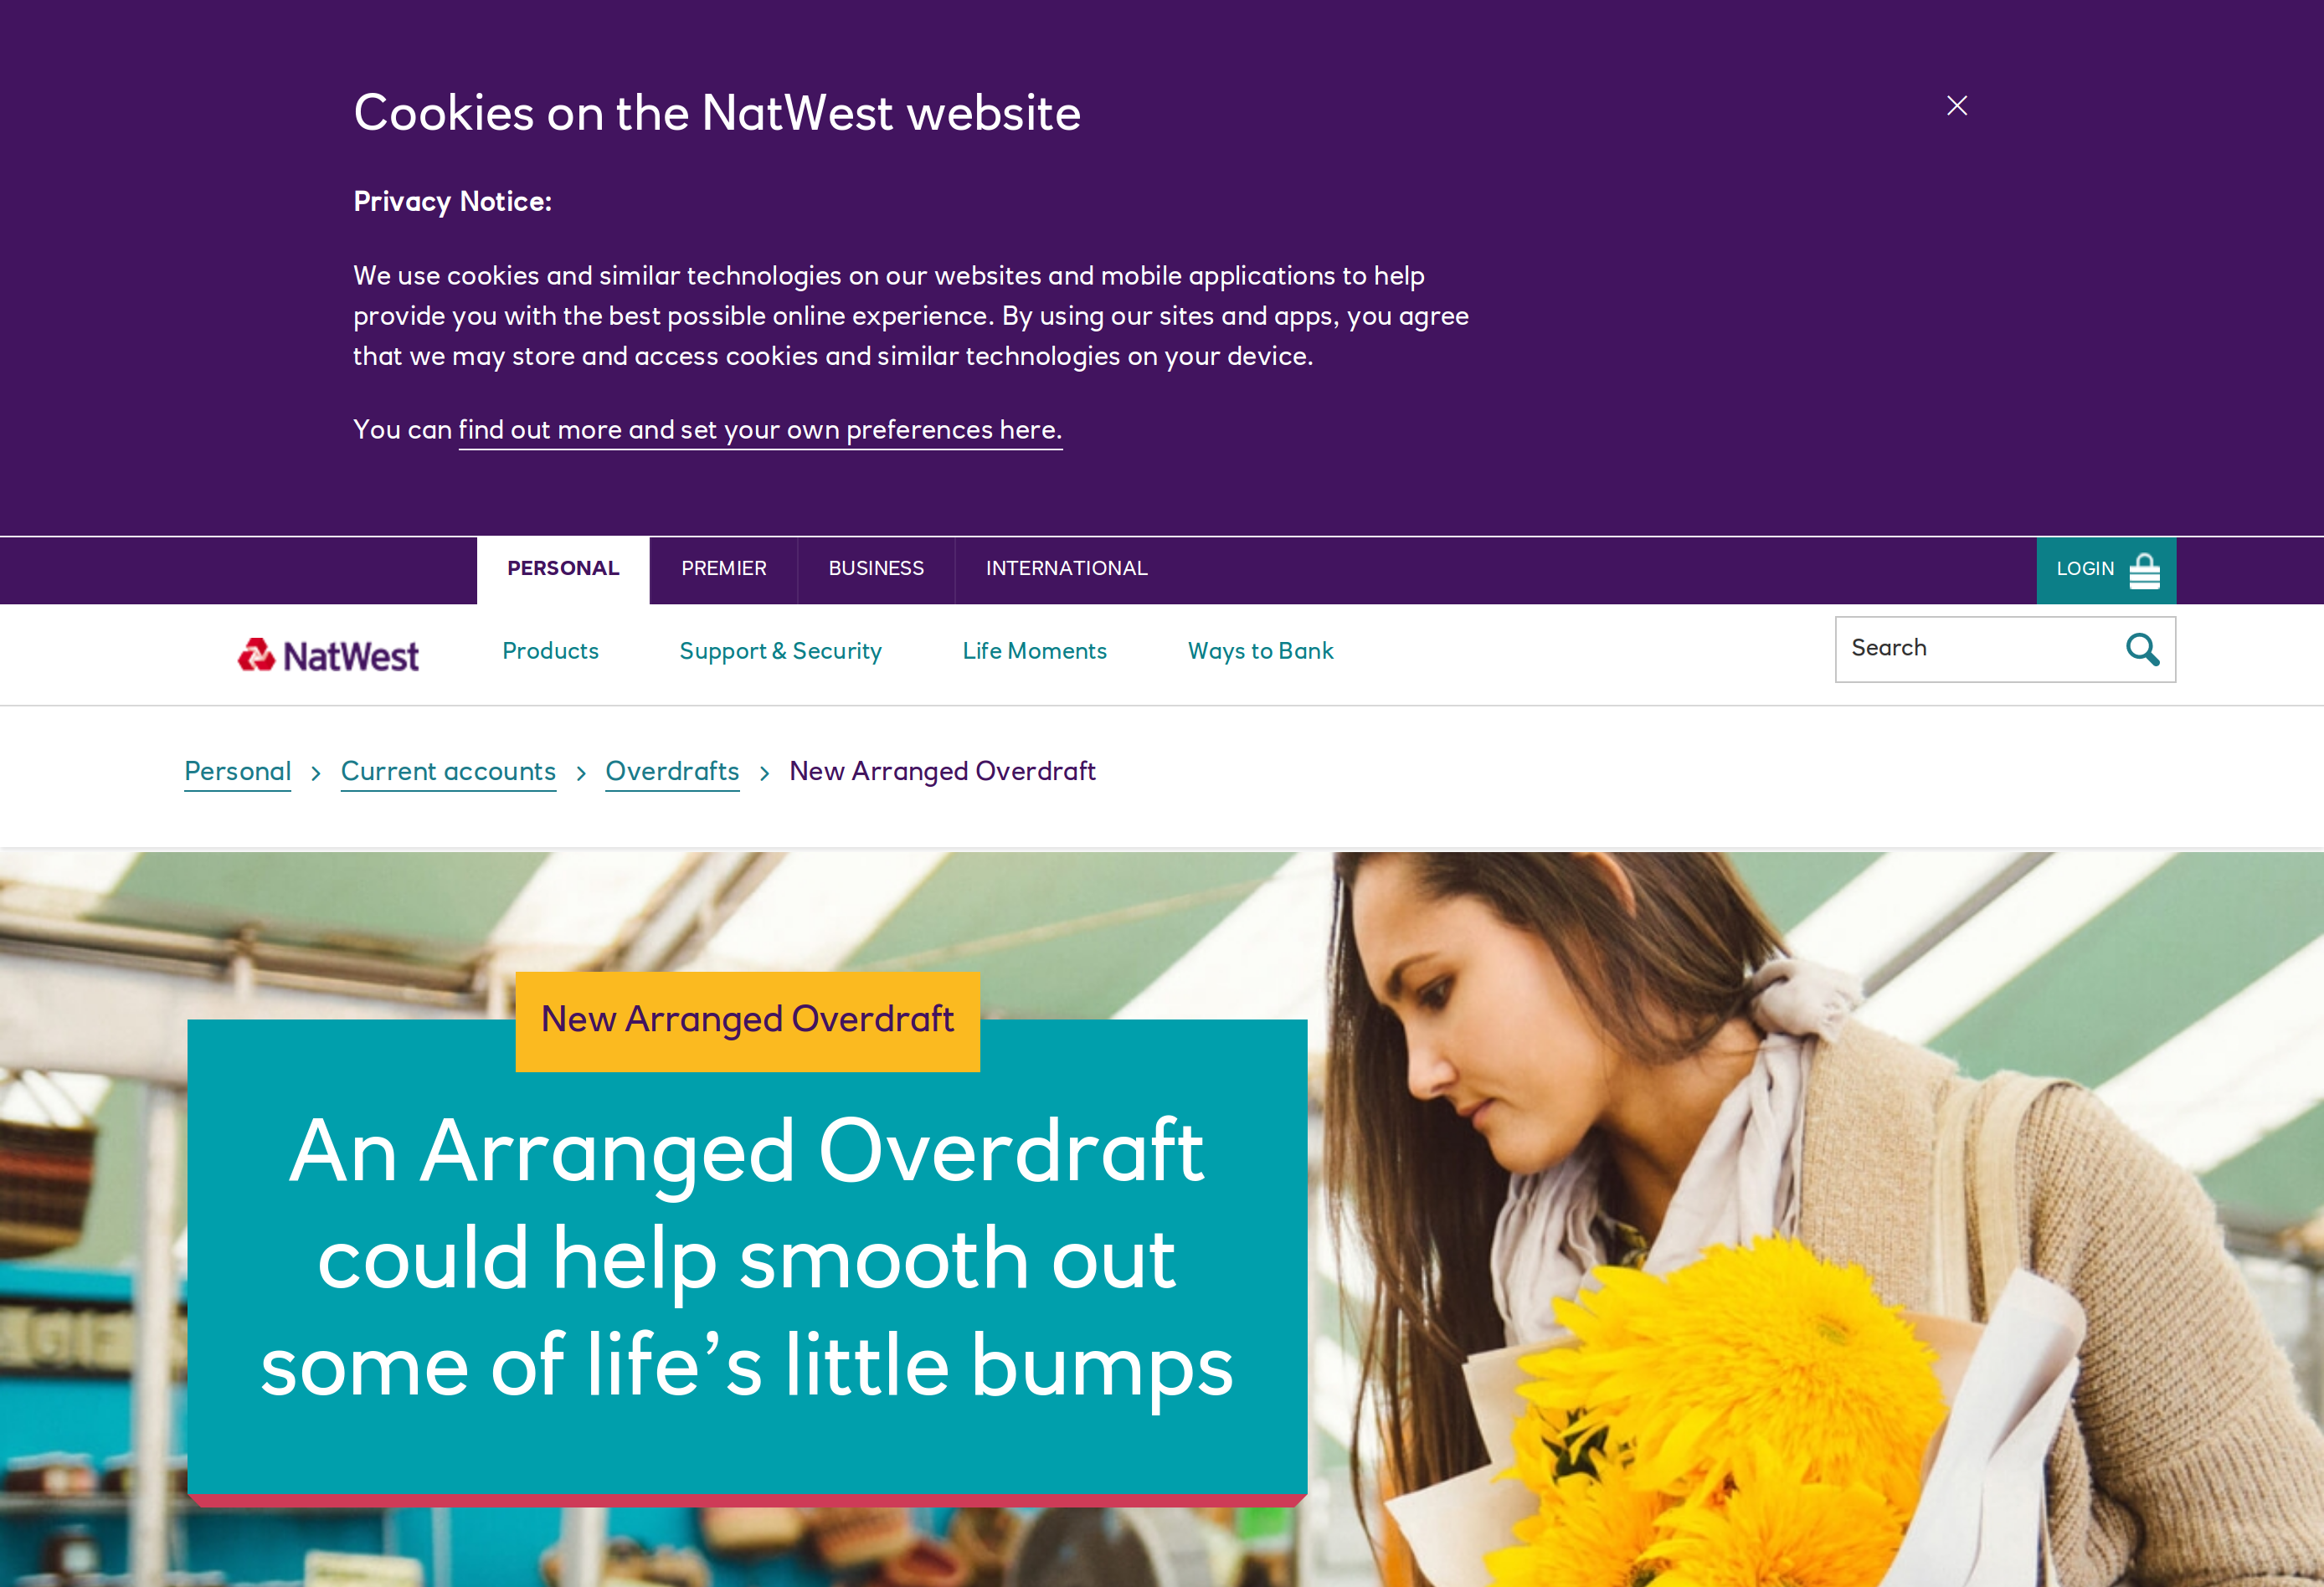 Cookies on the NatWest website
Privacy Notice:
We use cookies and similar technologies on our websites and mobile applications to help
provide you with the best possible online experience. By using our sites and apps, you agree
that we may store and access cookies and similar technologies on your device.
You can find out more and set your own preferences here.
PERSONAL PREMIER BUSINESS INTERNATIONAL LOGIN
NatWest Products Support & Security Life Moments Ways to Bank Search
Personal > Current accounts > Overdrafts > New Arranged Overdraft
New Arranged Overdraft
An Arranged Overdraft
could help smooth out
some of life’s little bumps